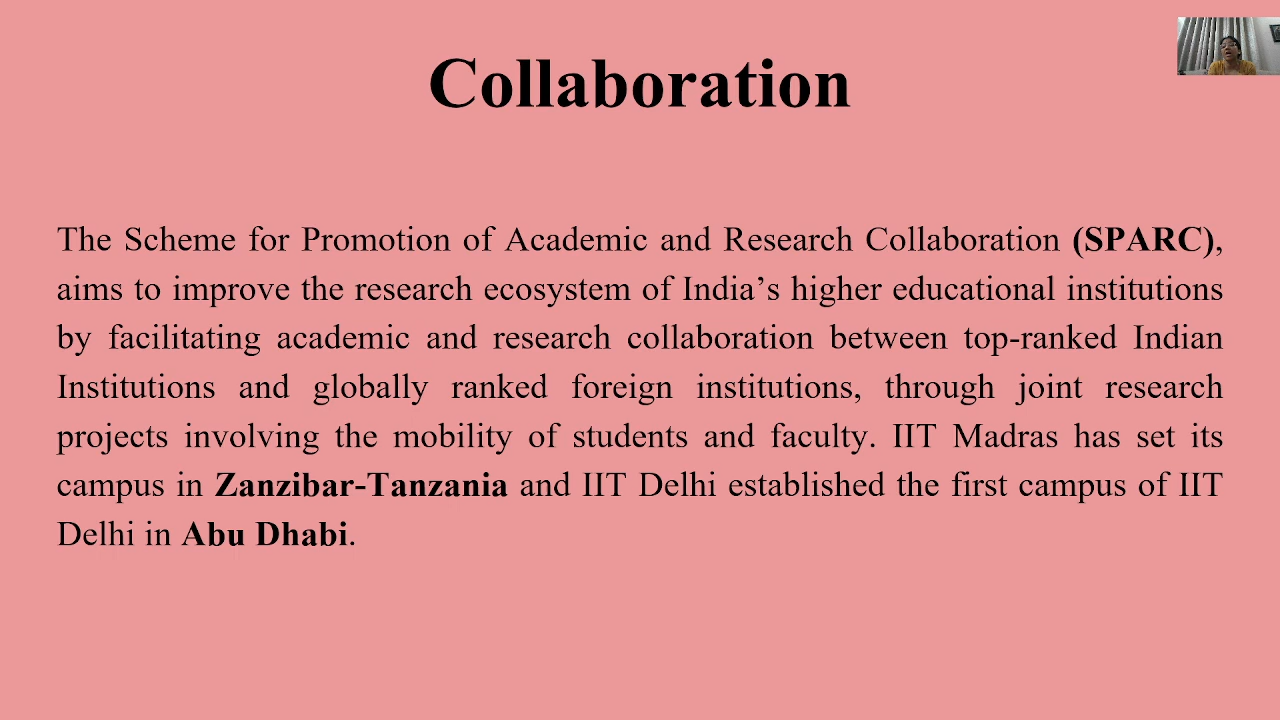 Collaboration
The Scheme for Promotion of Academic and Research Collaboration (SPARC),
aims to improve the research ecosystem of India’s higher educational institutions
by facilitating academic and research collaboration between top-ranked Indian
Institutions and globally ranked foreign institutions, through joint research
projects involving the mobility of students and faculty. IIT Madras has set its
campus in Zanzibar-Tanzania and IIT Delhi established the first campus of IIT
Delhi in Abu Dhabi.